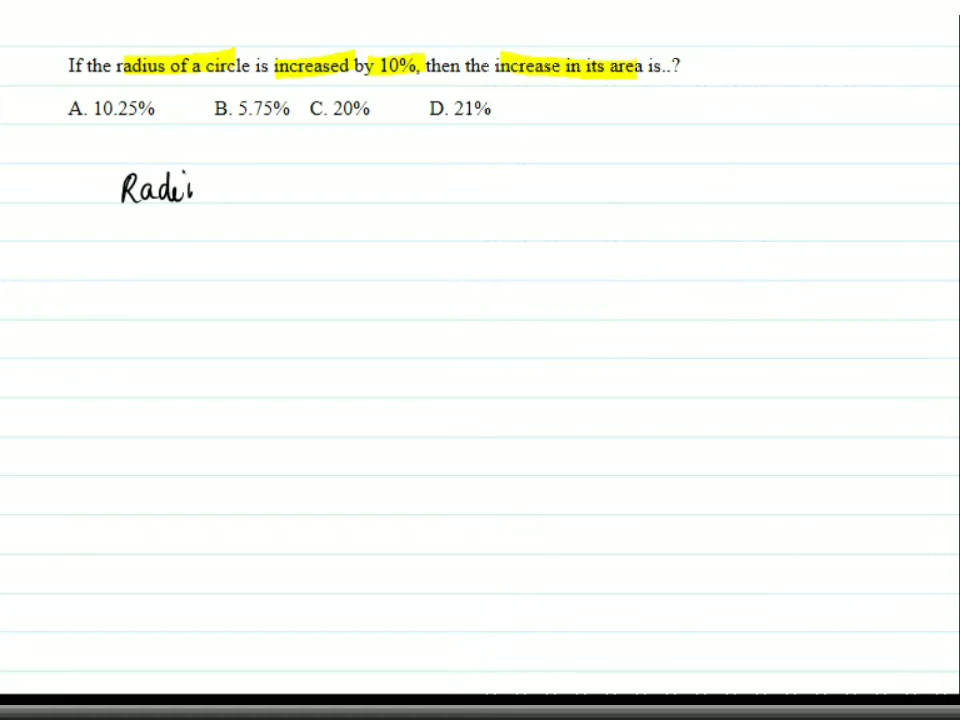 If the radius of a circle is increased by 10%, then the increase in its area is..?
A. 10.25% B. 5.75% C. 20% D. 21%
Radi